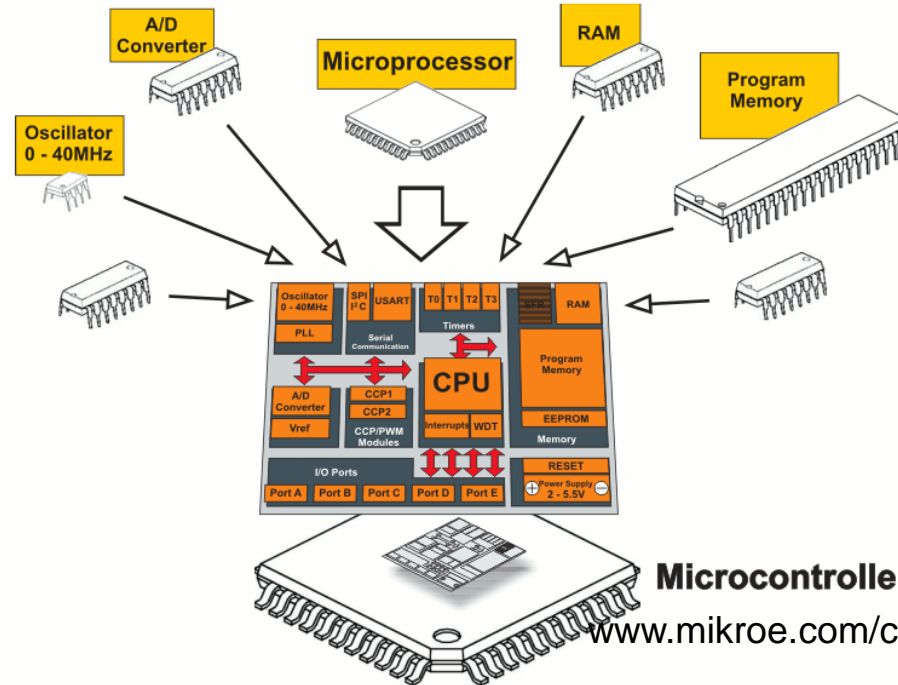 A/D
Converter
Microprocessor
RAM
Program
Memory
Oscillator
0 - 40MHz
Oscillator
0 - 40MHz
PLL
SPI
I²C
USART
Serial
Communication
T0
T1
T2
T3
Timers
RAM
Program
Memory
EEPROM
Memory
A/D
Converter
Vref
CCP1
CCP2
CCP/PWM
Modules
CPU
Interrupts
WDT
I/O Ports
Port A
Port B
Port C
Port D
Port E
RESET
Power Supply
2 - 5.5V
Microcontrolle
www.mikroe.com/c